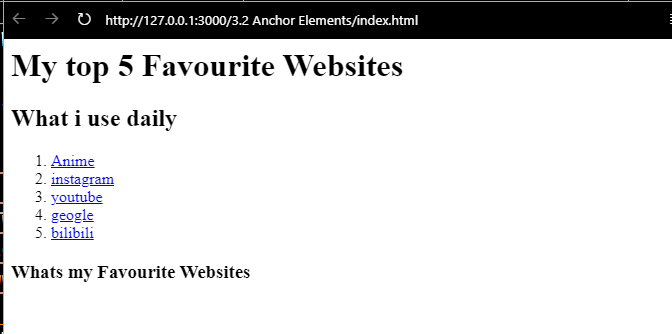 http://127.0.0.1:3000/3.2 Anchor Elements/index.html
My top 5 Favourite Websites
What i use daily
1. Anime
2. instagram
3. youtube
4. geogle
5. bilibili
Whats my Favourite Websites